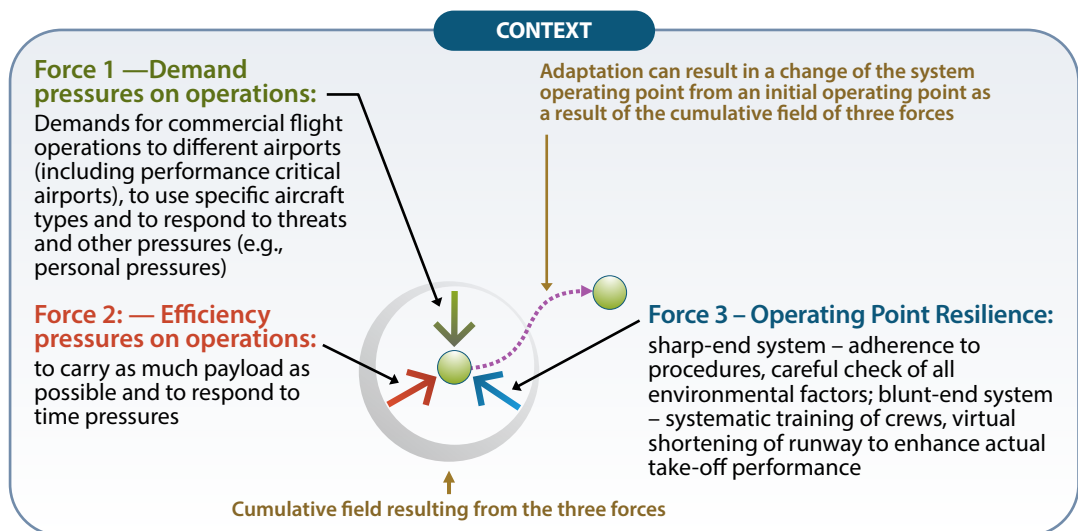 CONTEXT
Force 1 —Demand
pressures on operations:
Demands for commercial flight
operations to different airports
(including performance critical
airports), to use specific aircraft
types and to respond to threats
and other pressures (e.g.,
personal pressures)
Adaptation can result in a change of the system
operating point from an initial operating point as
a result of the cumulative field of three forces
Force 2: — Efficiency
pressures on operations:
to carry as much payload as
possible and to respond to
time pressures
Force 3 – Operating Point Resilience:
sharp-end system – adherence to
procedures, careful check of all
environmental factors; blunt-end system
– systematic training of crews, virtual
shortening of runway to enhance actual
take-off performance
Cumulative field resulting from the three forces